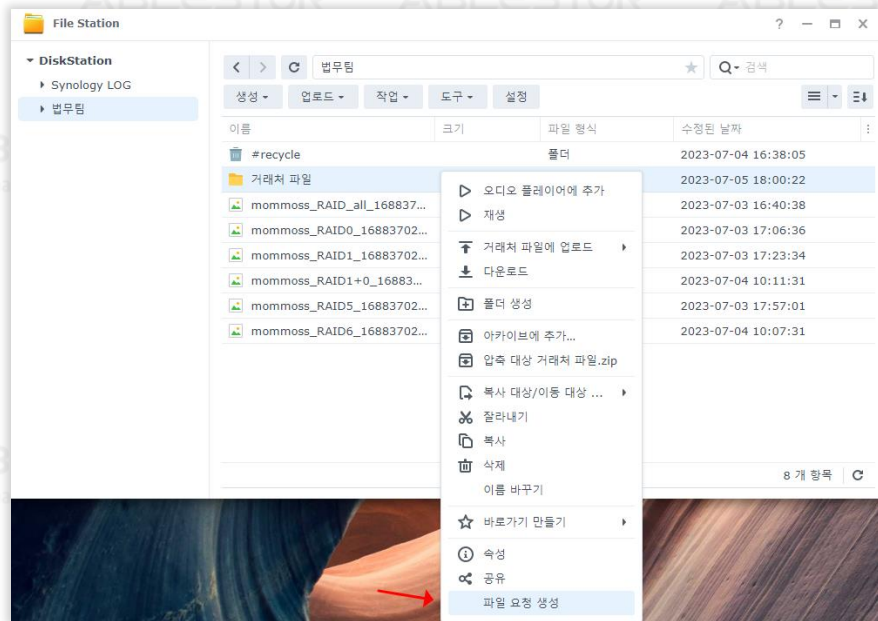 File Station
DiskStation
Synology LOG
법무팀
법무팀
검색
생성
업로드
작업
도구
설정
이름
크기
파일 형식
수정된 날짜
#recycle
폴더
2023-07-04 16:38:05
거래처 파일
2023-07-05 18:00:22
mommoss_RAID_all_168837...
2023-07-03 16:40:38
mommoss_RAID0_16883702...
2023-07-03 17:06:36
mommoss_RAID1_16883702...
2023-07-03 17:23:34
mommoss_RAID1+0_16883...
2023-07-04 10:11:31
mommoss_RAID5_16883702...
2023-07-03 17:57:01
mommoss_RAID6_16883702...
2023-07-04 10:07:31
오디오 플레이어에 추가
재생
거래처 파일에 업로드
다운로드
폴더 생성
아카이브에 추가...
압축 대상 거래처 파일.zip
복사 대상/이동 대상 ...
잘라내기
복사
삭제
이름 바꾸기
바로가기 만들기
속성
공유
파일 요청 생성
8 개 항목